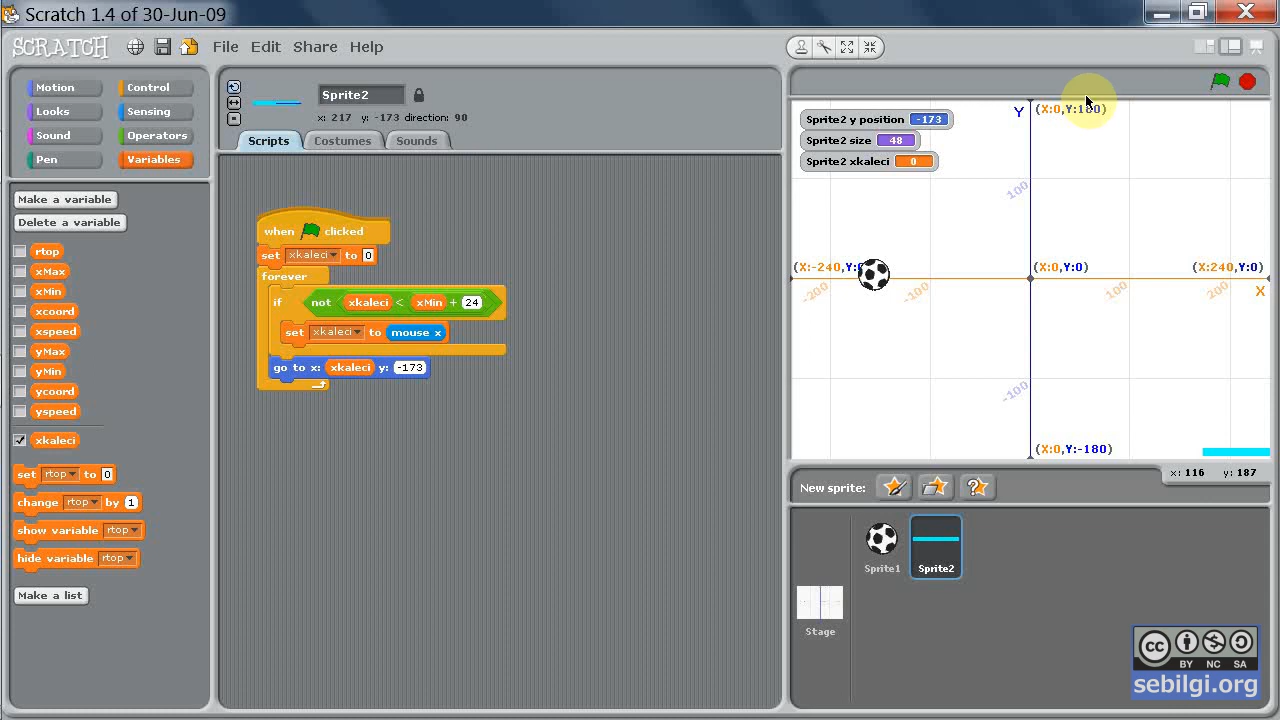 Scratch 1.4 of 30-Jun-09
SCRATCH File Edit Share Help
Motion Control
Looks Sensing
Sound Operators
Pen Variables
Make a variable
Delete a variable
rtop
xMax
xMin
xcoord
xspeed
yMax
yMin
ycoord
yspeed
xkaleci
set rtop to 0
change rtop by 1
show variable rtop
hide variable rtop
Make a list
Sprite2
x: 217 y: -173 direction: 90
Scripts Costumes Sounds
when clicked
set xkaleci to 0
forever
if not xkaleci < xMin + 24
set xkaleci to mouse x
go to x: xkaleci y: -173
Sprite2 y position -173
Sprite2 size 48
Sprite2 xkaleci 0
Y (X:0,Y:180)
100
(X:-240,Y:0 (X:0,Y:0) (X:240,Y:0)
-200 -100 100 200 X
-100
(X:0,Y:-180)
x: 116 y: 187
New sprite:
Sprite1 Sprite2
Stage
cc BY NC SA
sebilgi.org